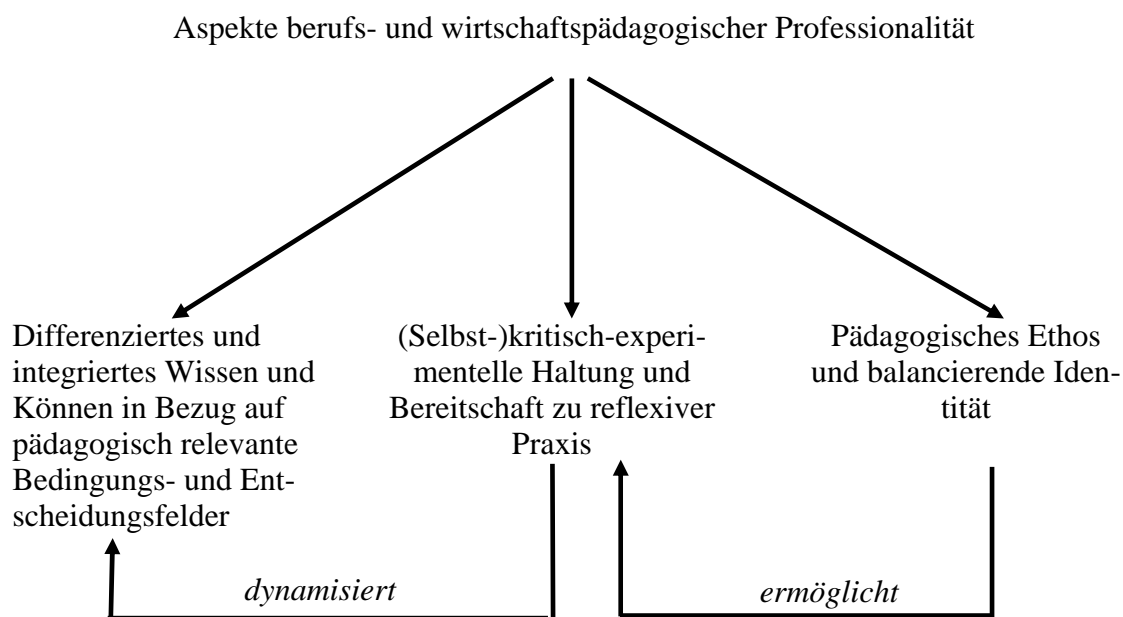 Aspekte berufs- und wirtschaftspädagogischer Professionalität
Differenziertes und
integriertes Wissen und
Können in Bezug auf
pädagogisch relevante
Bedingungs- und Ent-
scheidungsfelder
(Selbst-)kritisch-experi-
mentelle Haltung und
Bereitschaft zu reflexiver
Praxis
Pädagogisches Ethos
und balancierende Iden-
tität
dynamisiert
ermöglicht